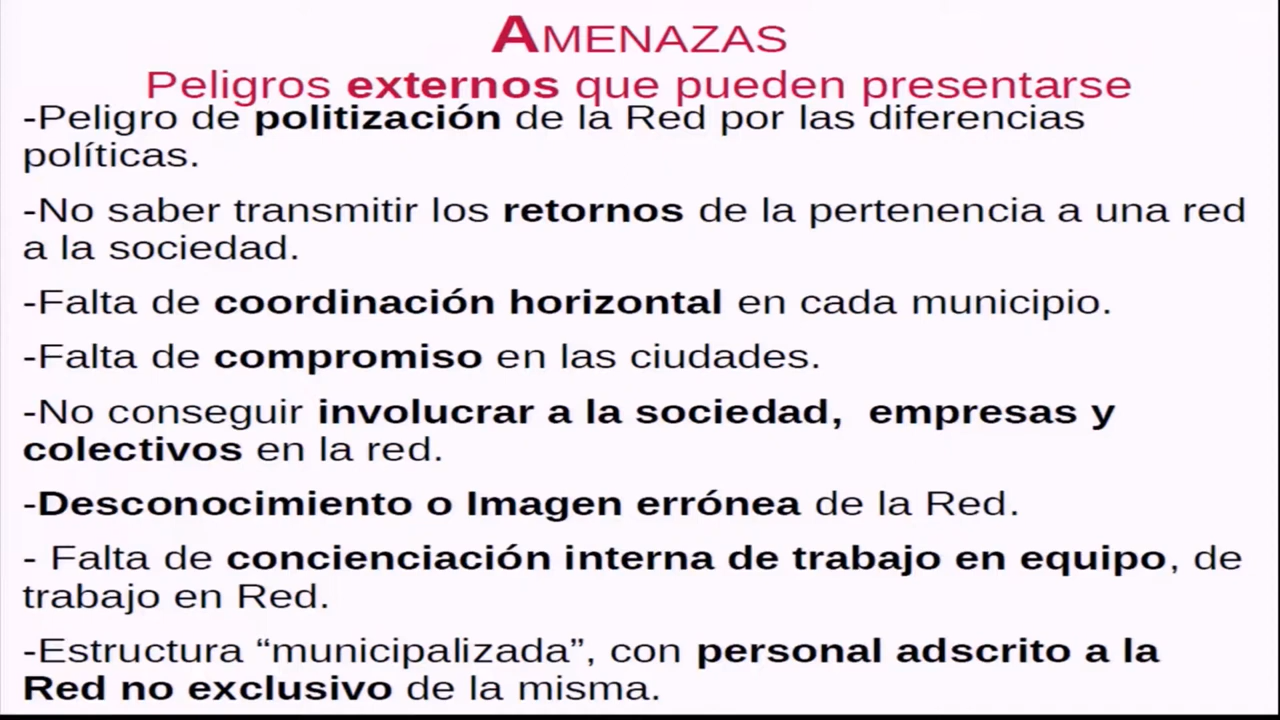 AMENAZAS
Peligros externos que pueden presentarse
-Peligro de politización de la Red por las diferencias
políticas.
-No saber transmitir los retornos de la pertenencia a una red
a la sociedad.
-Falta de coordinación horizontal en cada municipio.
-Falta de compromiso en las ciudades.
-No conseguir involucrar a la sociedad,  empresas y
colectivos en la red.
-Desconocimiento o Imagen errónea de la Red.
- Falta de concienciación interna de trabajo en equipo, de
trabajo en Red.
-Estructura “municipalizada”, con personal adscrito a la
Red no exclusivo de la misma.